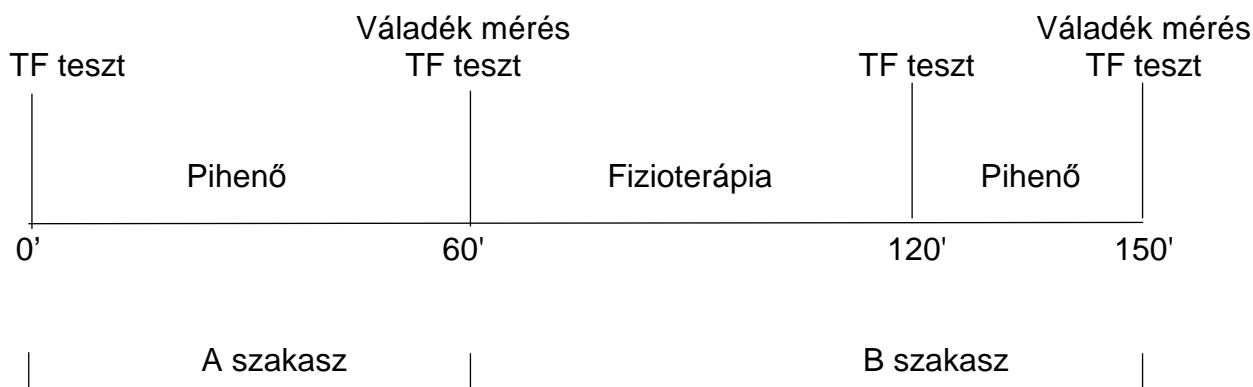 Váladék mérés Váladék mérés
TF teszt TF teszt TF teszt TF teszt
Pihenő Fizioterápia Pihenő
0’ 60' 120' 150'
A szakasz B szakasz